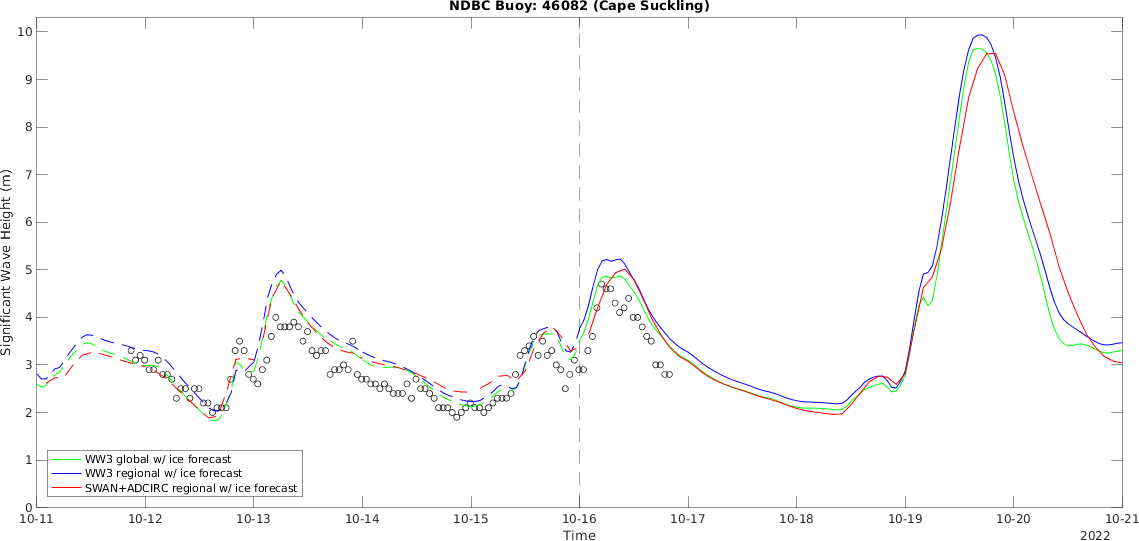 NDBC Buoy: 46082 (Cape Suckling)
Significant Wave Height (m)
10
9
8
7
6
5
4
3
2
1
0
WW3 global w/ ice forecast
WW3 regional w/ ice forecast
SWAN+ADCIRC regional w/ ice forecast
10-11 10-12 10-13 10-14 10-15 10-16 10-17 10-18 10-19 10-20 10-21
Time
2022